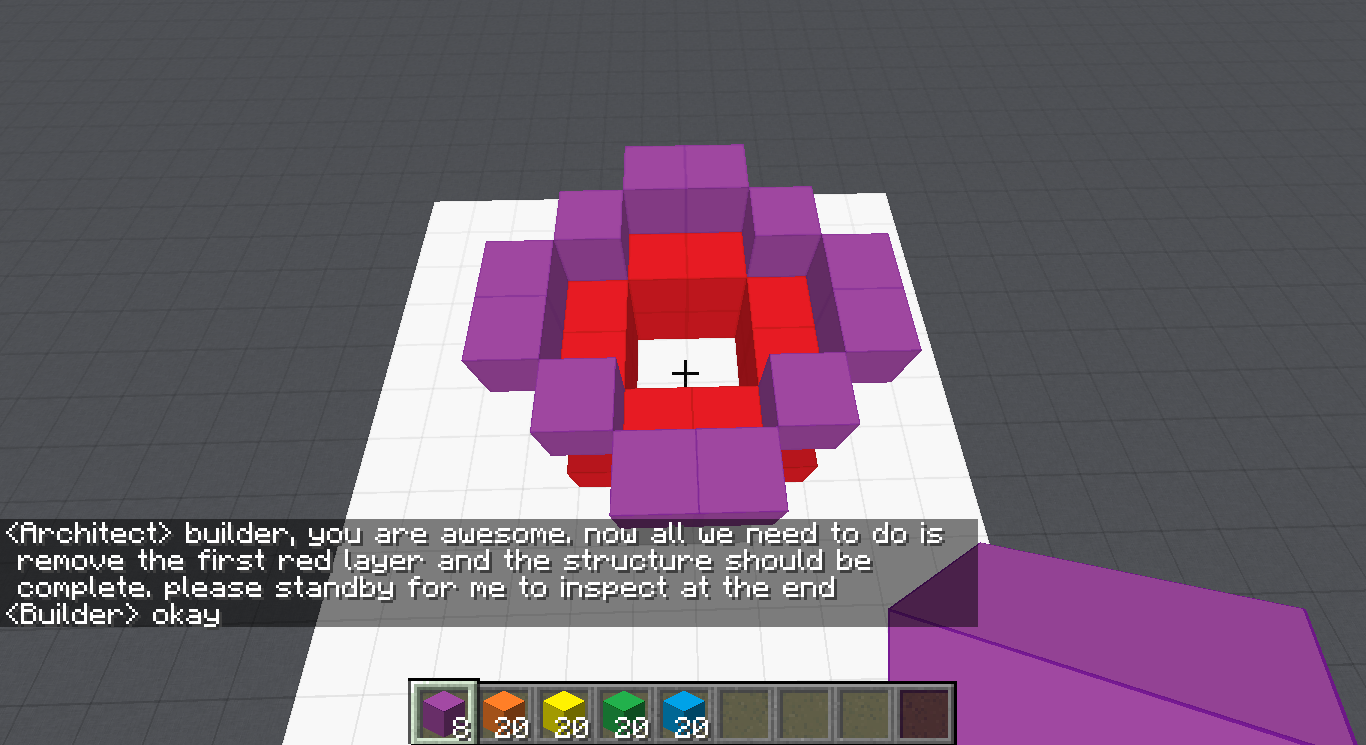 <Architect> builder, you are awesome. now all we need to do is
remove the first red layer and the structure should be
complete. please standby for me to inspect at the end
<Builder> okay
8 20 20 20 20